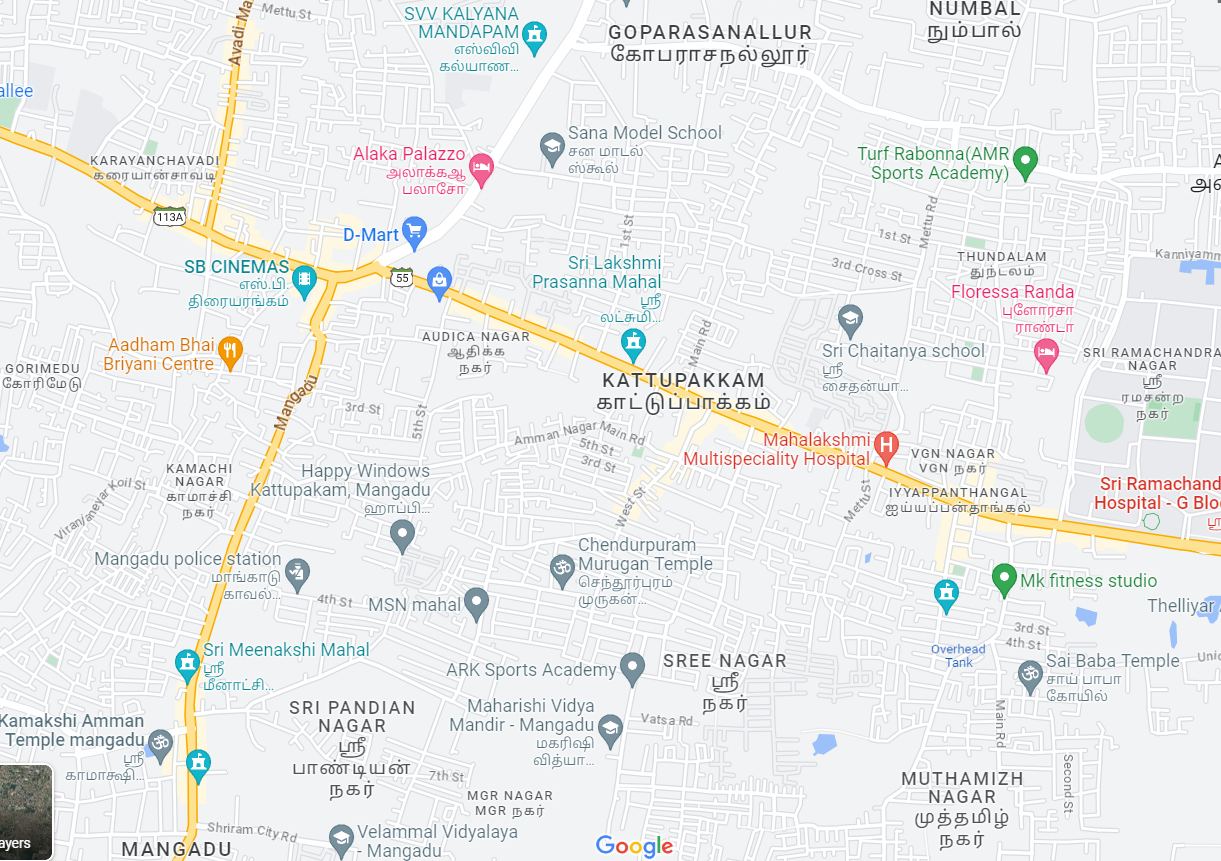 Mettu St
SVV KALYANA
MANDAPAM
எஸ்விவி
கல்யாண...
GOPARASANALLUR
கோபராசநல்லூர்
NUMBAL
நும்பால்
Avadi
allee
KARAYANCHAVADI
கரையான்சாவடி
113A
Alaka Palazzo
அலாக்கஆ
பலாசோ
Sana Model School
சன மாடல்
ஸ்கூல்
Turf Rabonna(AMR
Sports Academy)
Mettu Rd
1st St
1st St
3rd Cross St
D-Mart
55
SB CINEMAS
எஸ்.பி.
திரையரங்கம்
Sri Lakshmi
Prasanna Mahal
ஸ்ரீ
லட்சுமி...
THUNDALAM
துந்டலம்
Floressa Randa
புளோரசா
ராண்டா
Aadham Bhai
Briyani Centre
AUDICA NAGAR
ஆதிக்க
நகர்
Main Rd
Sri Chaitanya school
ஸ்ரீ
சைதன்யா...
SRI RAMACHANDRA
NAGAR
ஸ்ரீ
ரமசன்ற
நகர்
GORIMEDU
கோரிமேடு
KATTUPAKKAM
காட்டுப்பாக்கம்
Mangadu
3rd St
5th St
Amman Nagar Main Rd
5th St
3rd St
Mahalakshmi
Multispeciality Hospital
VGN NAGAR
VGN நகர்
KAMACHI
NAGAR
காமாச்சி
நகர்
Happy Windows
Kattupakam, Mangadu
ஹாப்பி...
IYYAPPANTHANGAL
ஐய்யப்பன்தாங்கல்
Sri Ramachand
Hospital - G Blo
Koil St
West St
Mettu St
Mangadu police station
மாங்காடு
காவல்...
Chendurpuram
Murugan Temple
செந்தூர்புரம்
முருகன்...
4th St
MSN mahal
Mk fitness studio
Thelliyar
3rd St
4th St
Sri Meenakshi Mahal
ஸ்ரீ
மீனாட்சி...
ARK Sports Academy
SREE NAGAR
ஸ்ரீ
நகர்
Overhead
Tank
Sai Baba Temple
சாய் பாபா
கோயில்
Kamakshi Amman
Temple mangadu
ஸ்ரீ
காமாக்ஷி...
SRI PANDIAN
NAGAR
ஸ்ரீ
பாண்டியன்
நகர்
Maharishi Vidya
Mandir - Mangadu
மகரிஷி
வித்யா...
Vatsa Rd
Main Rd
Second St
7th St
MGR NAGAR
MGR நகர்
MUTHAMIZH
NAGAR
முத்தமிழ்
நகர்
ayers
Shriram City Rd
MANGADU
Velammal Vidyalaya
- Mangadu
Google